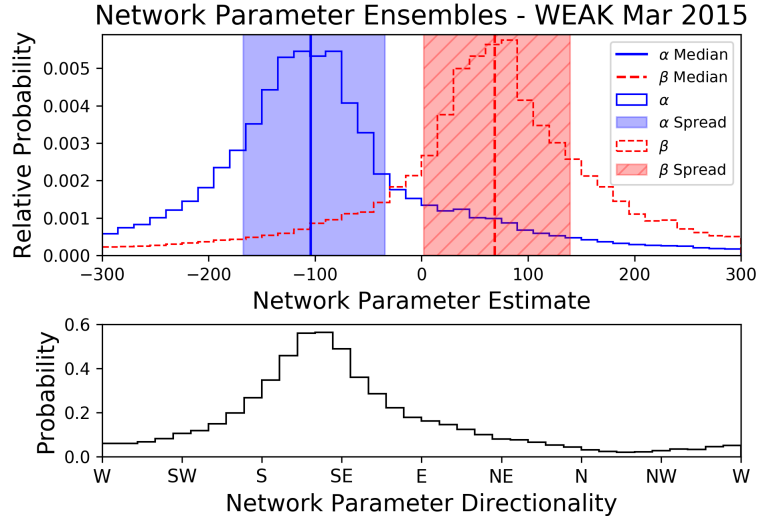 Network Parameter Ensembles - WEAK Mar 2015
Relative Probability
0.005
0.004
0.003
0.002
0.001
0.000
α Median
β Median
α
α Spread
β
β Spread
−300 −200 −100 0 100 200 300
Network Parameter Estimate
Probability
0.6
0.4
0.2
0.0
W SW S SE E NE N NW W
Network Parameter Directionality